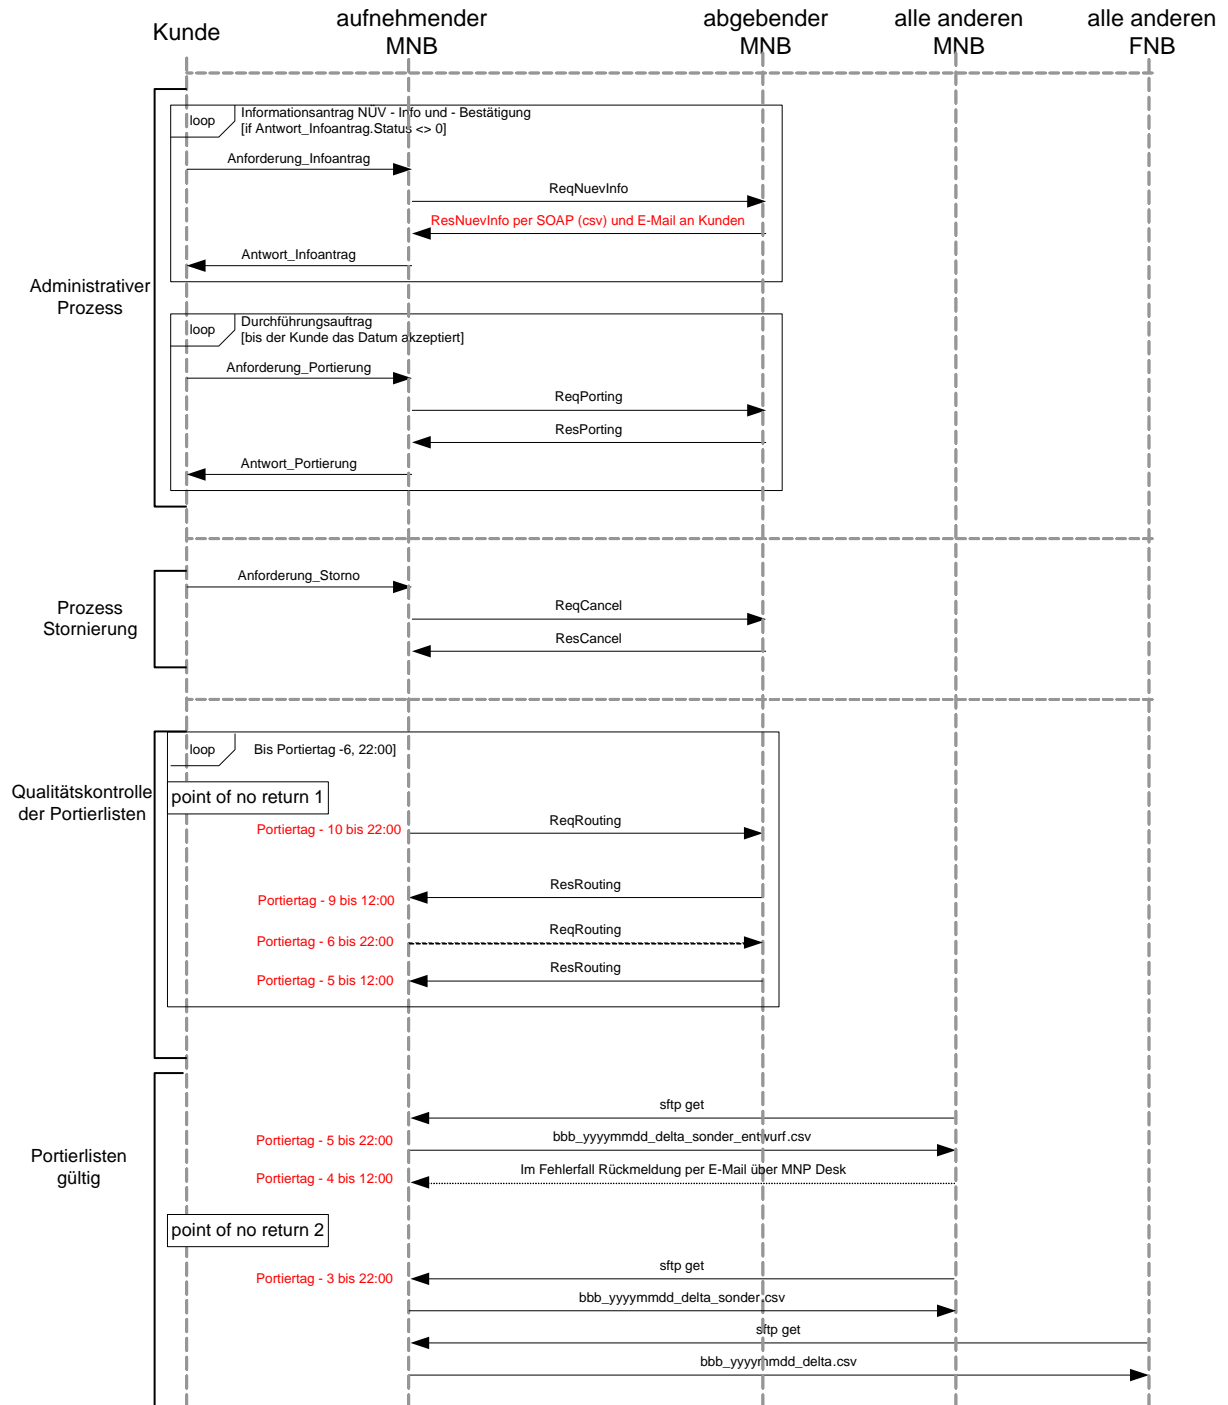 Kunde
aufnehmender
MNB
abgebender
MNB
alle anderen
MNB
alle anderen
FNB
Administrativer
Prozess
loop
Informationsantrag NÜV - Info und - Bestätigung
[if Antwort_Infoantrag.Status <> 0]
Anforderung_Infoantrag
ReqNuevInfo
ResNuevInfo per SOAP (csv) und E-Mail an Kunden
Antwort_Infoantrag
loop
Durchführungsauftrag
[bis der Kunde das Datum akzeptiert]
Anforderung_Portierung
ReqPorting
ResPorting
Antwort_Portierung
Prozess
Stornierung
Anforderung_Storno
ReqCancel
ResCancel
Qualitätskontrolle
der Portierlisten
loop
Bis Portiertag -6, 22:00]
point of no return 1
Portiertag - 10 bis 22:00
ReqRouting
ResRouting
Portiertag - 9 bis 12:00
ReqRouting
Portiertag - 6 bis 22:00
ResRouting
Portiertag - 5 bis 12:00
Portierlisten
gültig
sftp get
Portiertag - 5 bis 22:00
bbb_yyyymmdd_delta_sonder_entwurf.csv
Im Fehlerfall Rückmeldung per E-Mail über MNP Desk
Portiertag - 4 bis 12:00
point of no return 2
sftp get
Portiertag - 3 bis 22:00
bbb_yyyymmdd_delta_sonder.csv
sftp get
bbb_yyyymmdd_delta.csv